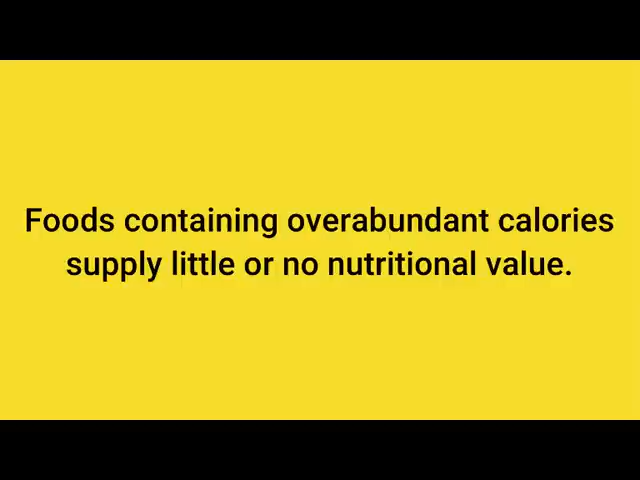 Foods containing overabundant calories
supply little or no nutritional value.